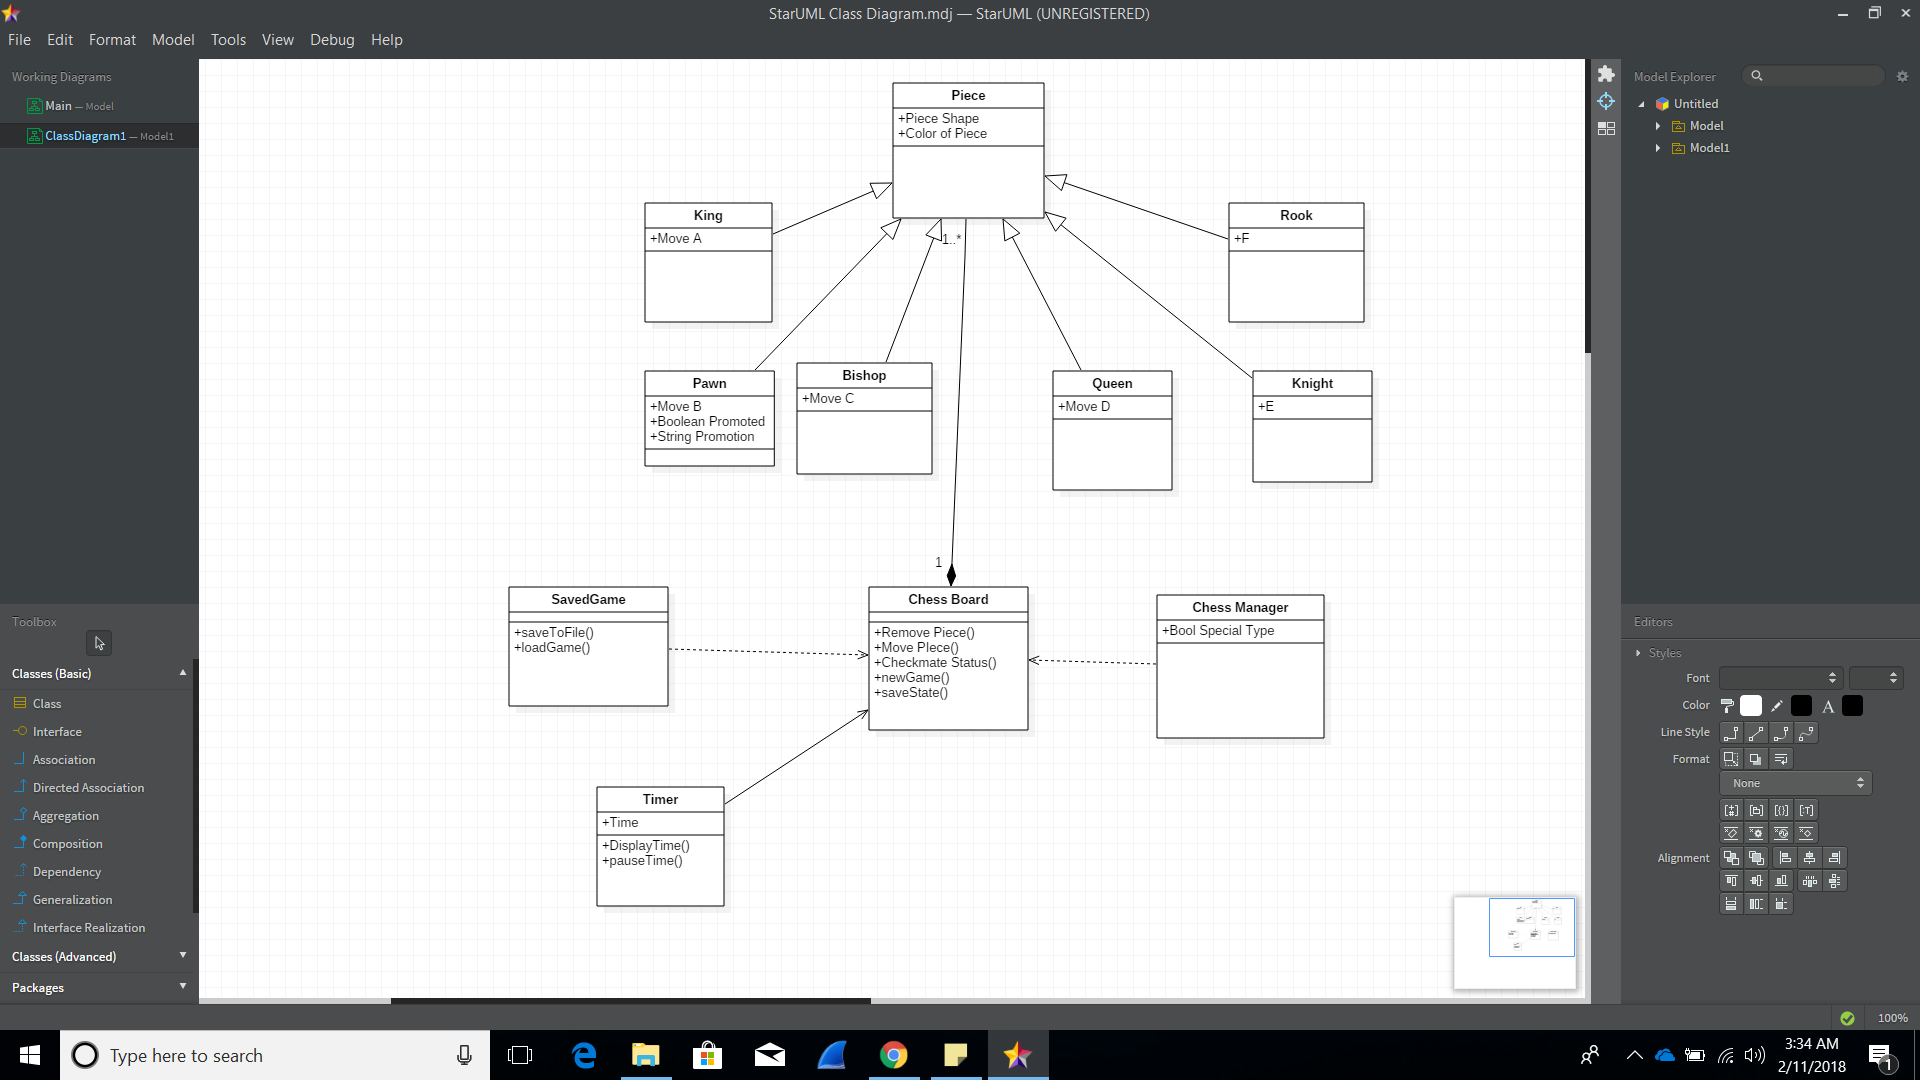 StarUML Class Diagram.mdj — StarUML (UNREGISTERED)
File Edit Format Model Tools View Debug Help
Working Diagrams
Main — Model
ClassDiagram1 — Model1
Piece
+Piece Shape
+Color of Piece
King
+Move A
Rook
+F
1..*
Pawn
+Move B
+Boolean Promoted
+String Promotion
Bishop
+Move C
Queen
+Move D
Knight
+E
1
SavedGame
+saveToFile()
+loadGame()
Chess Board
+Remove Piece()
+Move PIece()
+Checkmate Status()
+newGame()
+saveState()
Chess Manager
+Bool Special Type
Timer
+Time
+DisplayTime()
+pauseTime()
Toolbox
Classes (Basic)
Class
Interface
Association
Directed Association
Aggregation
Composition
Dependency
Generalization
Interface Realization
Classes (Advanced)
Packages
Model Explorer
Untitled
Model
Model1
Editors
Styles
Font
Color
A
Line Style
Format
None
Alignment
100%
Type here to search
3:34 AM
2/11/2018
1